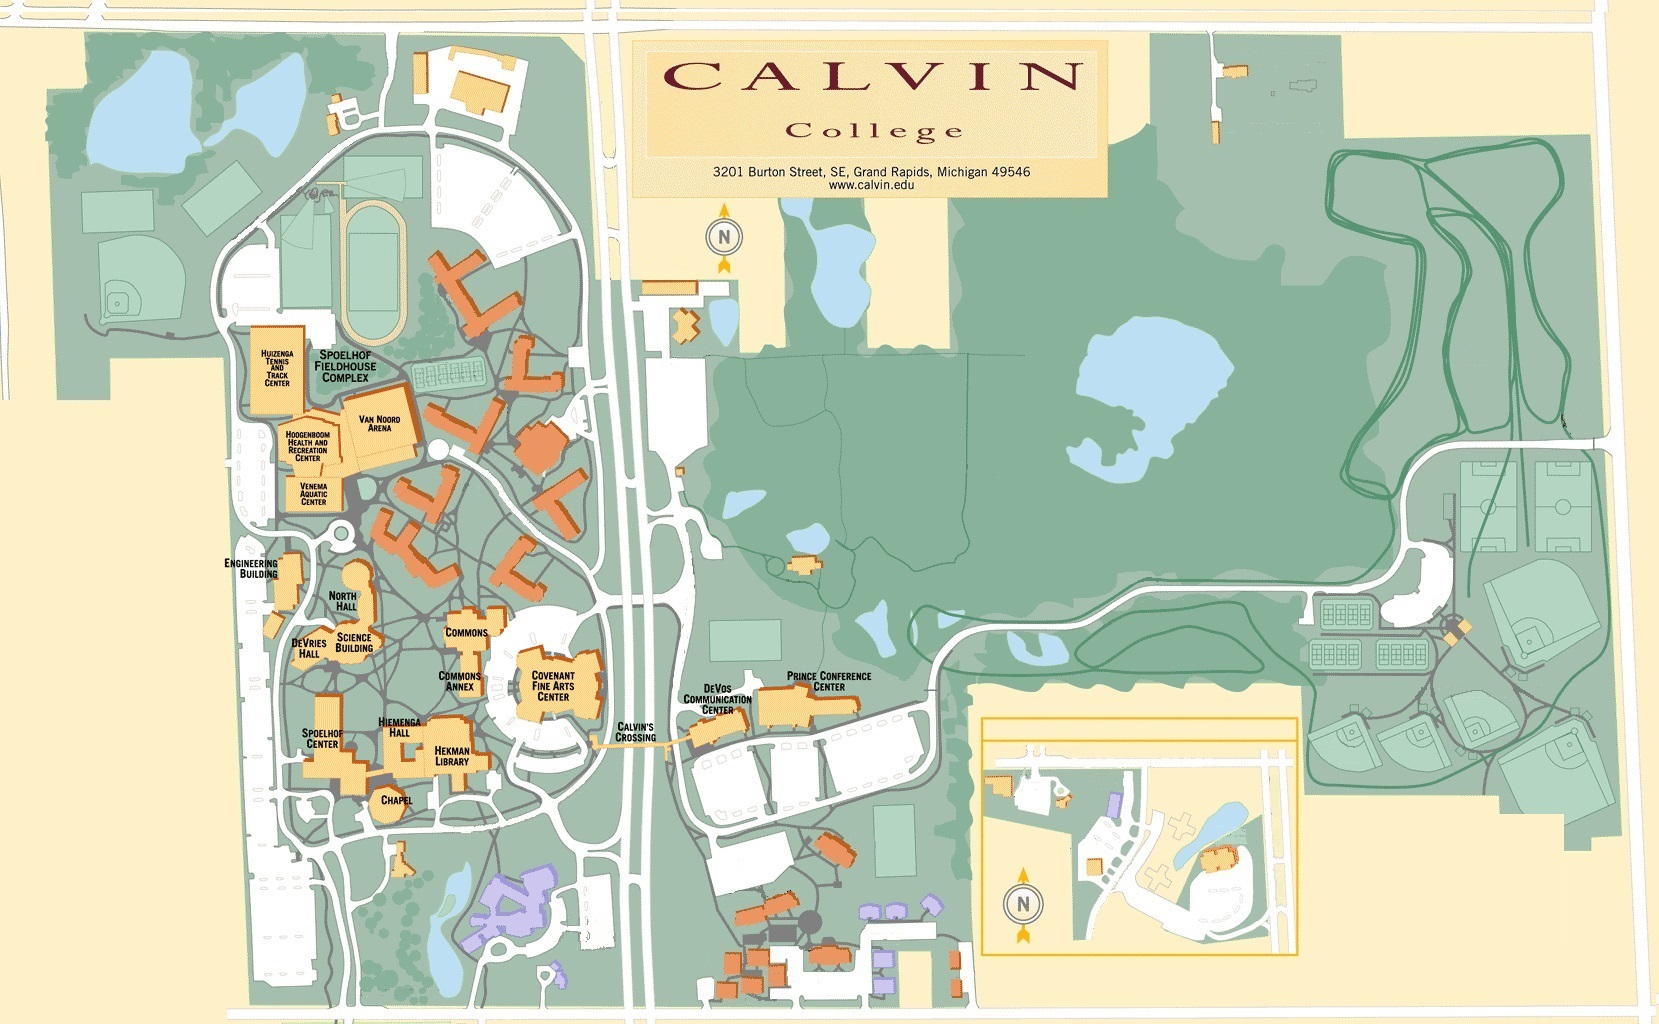 CALVIN
College
3201 Burton Street, SE, Grand Rapids, Michigan 49546
www.calvin.edu
N
HUIZENGA
TENNIS
AND
TRACK
CENTER
SPOELHOF
FIELDHOUSE
COMPLEX
VAN NOORD
ARENA
HOOGENBOOM
HEALTH AND
RECREATION
CENTER
VENEMA
AQUATIC
CENTER
ENGINEERING
BUILDING
NORTH
HALL
DEVRIES
HALL
SCIENCE
BUILDING
COMMONS
COMMONS
ANNEX
COVENANT
FINE ARTS
CENTER
DEVOS
COMMUNICATION
CENTER
PRINCE CONFERENCE
CENTER
CALVIN'S
CROSSING
SPOELHOF
CENTER
HIEMENGA
HALL
HEKMAN
LIBRARY
CHAPEL
N